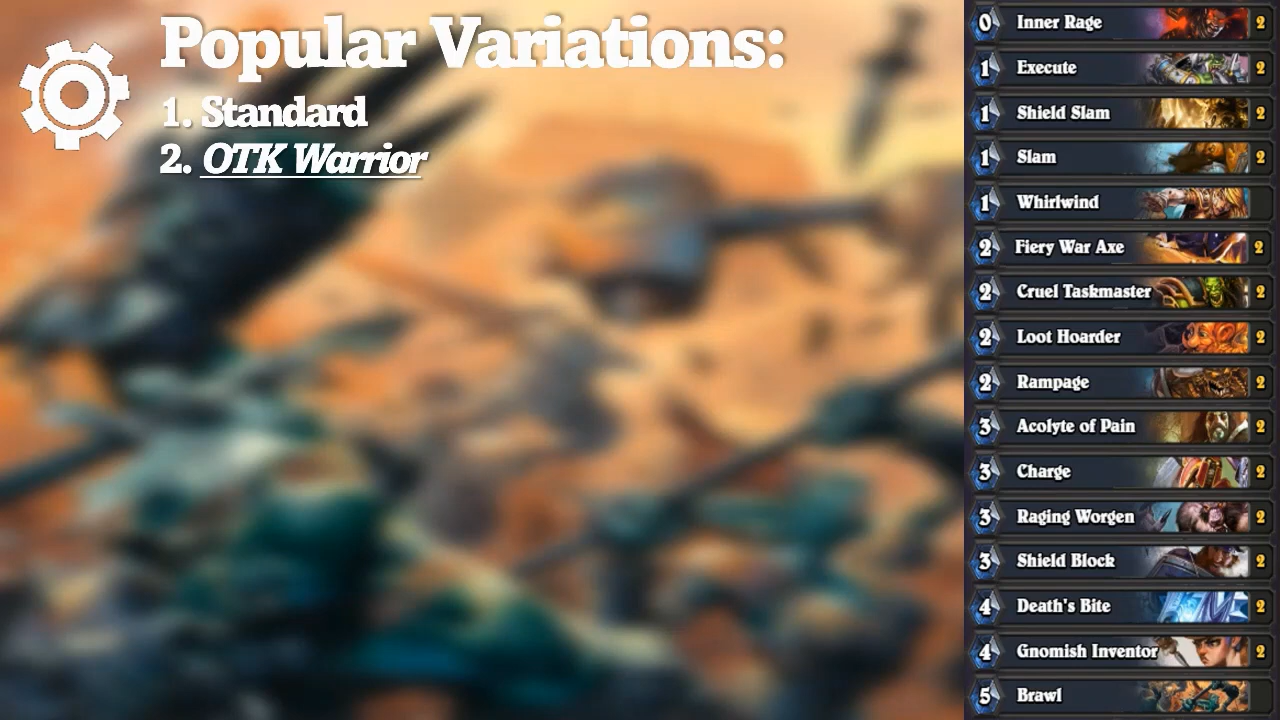 Popular Variations:
1. Standard
2. OTK Warrior
0 Inner Rage 2
1 Execute 2
1 Shield Slam 2
1 Slam 2
1 Whirlwind
2 Fiery War Axe 2
2 Cruel Taskmaster 2
2 Loot Hoarder 2
2 Rampage 2
3 Acolyte of Pain 2
3 Charge 2
3 Raging Worgen 2
3 Shield Block 2
4 Death's Bite 2
4 Gnomish Inventor 2
5 Brawl